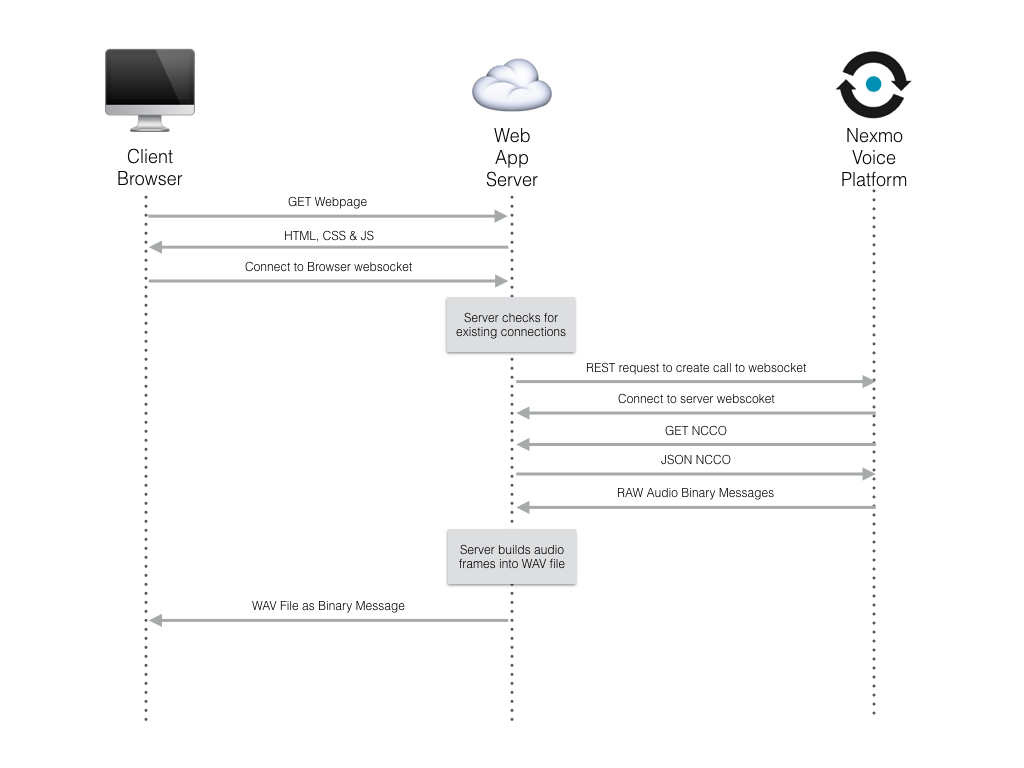 Client
Browser
Web
App
Server
Nexmo
Voice
Platform
GET Webpage
HTML, CSS & JS
Connect to Browser websocket
Server checks for
existing connections
REST request to create call to websocket
Connect to server webscoket
GET NCCO
JSON NCCO
RAW Audio Binary Messages
Server builds audio
frames into WAV file
WAV File as Binary Message